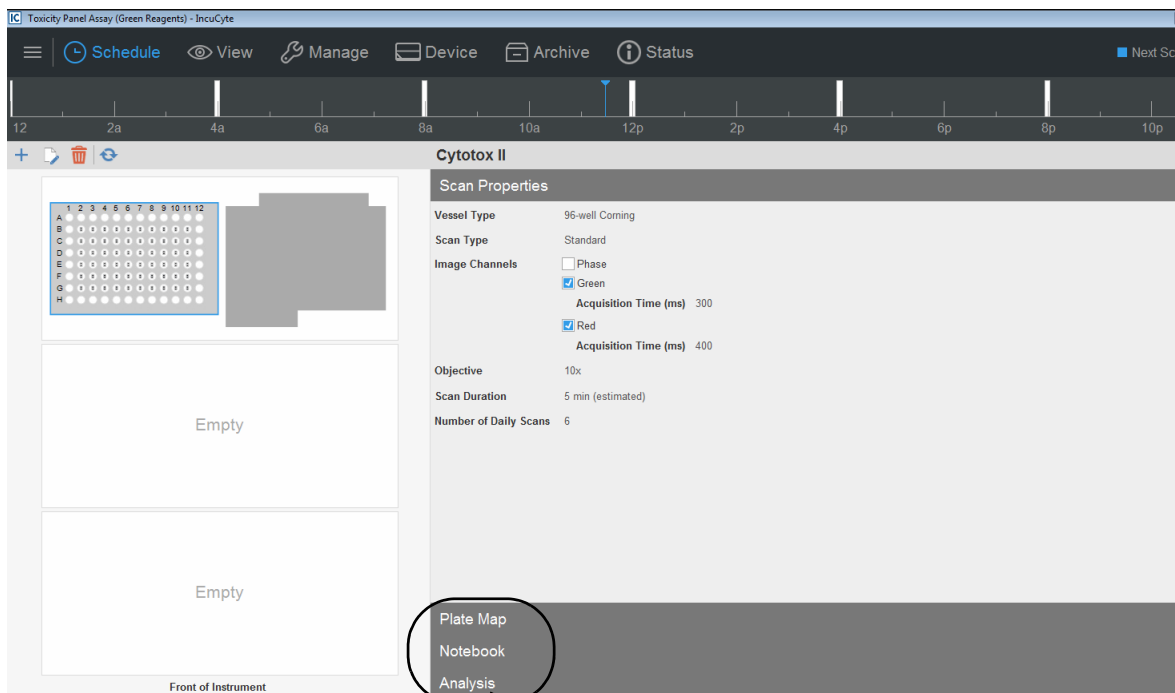 IC Toxicity Panel Assay (Green Reagents) - IncuCyte
Schedule View Manage Device Archive Status Next Sc
12 2a 4a 6a 8a 10a 12p 2p 4p 6p 8p 10p
Cytotox II
Scan Properties
1 2 3 4 5 6 7 8 9 10 11 12
A
B
C
D
E
F
G
H
Vessel Type 96-well Corning
Scan Type Standard
Image Channels Phase
Green
Acquisition Time (ms) 300
Red
Acquisition Time (ms) 400
Objective 10x
Scan Duration 5 min (estimated)
Number of Daily Scans 6
Empty
Empty
Plate Map
Notebook
Analysis
Front of Instrument